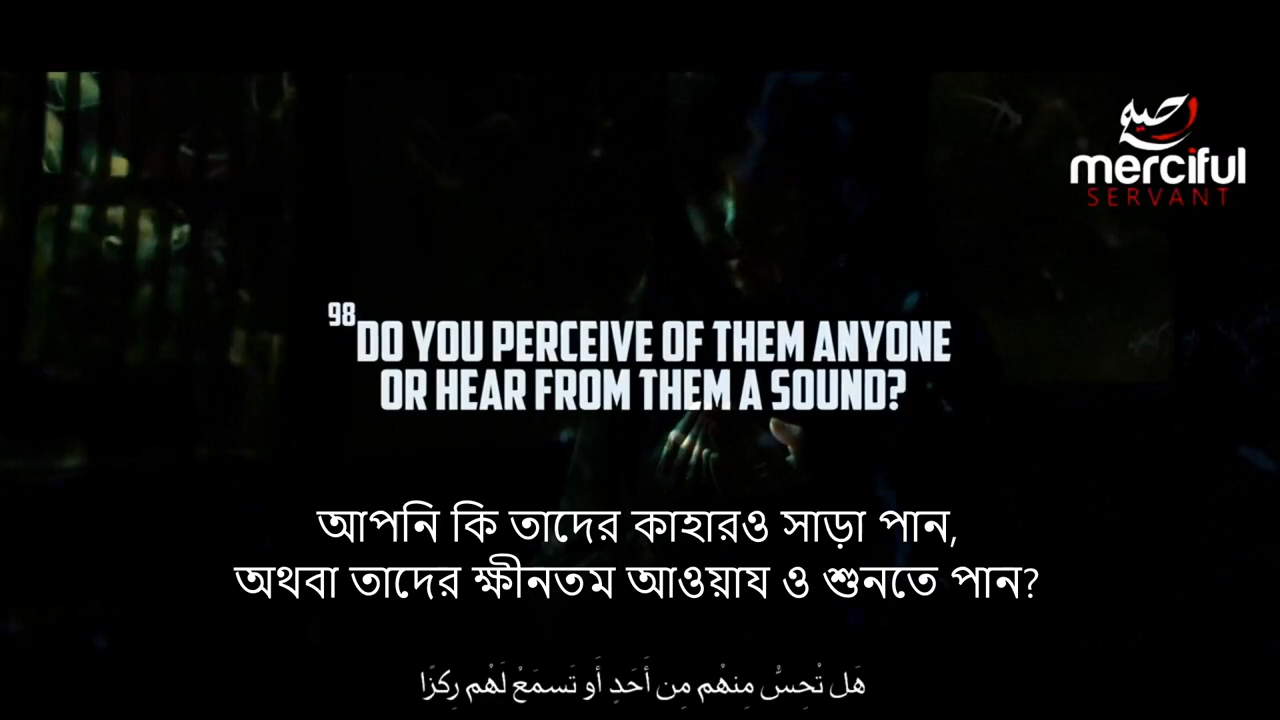 رحيم
merciful
SERVANT
98 DO YOU PERCEIVE OF THEM ANYONE
OR HEAR FROM THEM A SOUND?
আপনি কি তাদের কাহারও সাড়া পান,
অথবা তাদের ক্ষীনতম আওয়ায ও শুনতে পান?
هَل تُحِسُّ مِنهُم مِن أَحَدٍ أَو تَسمَعُ لَهُم رِكزًا